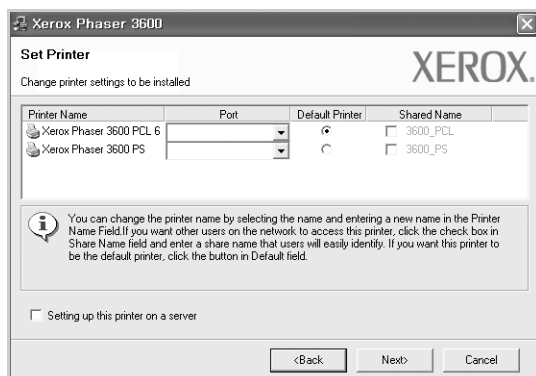 Xerox Phaser 3600
Set Printer
Change printer settings to be installed
XEROX.
Printer Name Port Default Printer Shared Name
Xerox Phaser 3600 PCL 6 3600_PCL
Xerox Phaser 3600 PS 3600_PS
You can change the printer name by selecting the name and entering a new name in the Printer
Name Field.If you want other users on the network to access this printer, click the check box in
Share Name field and enter a share name that users will easily identify. If you want this printer to
be the default printer, click the button in Default field.
Setting up this printer on a server
<Back Next> Cancel